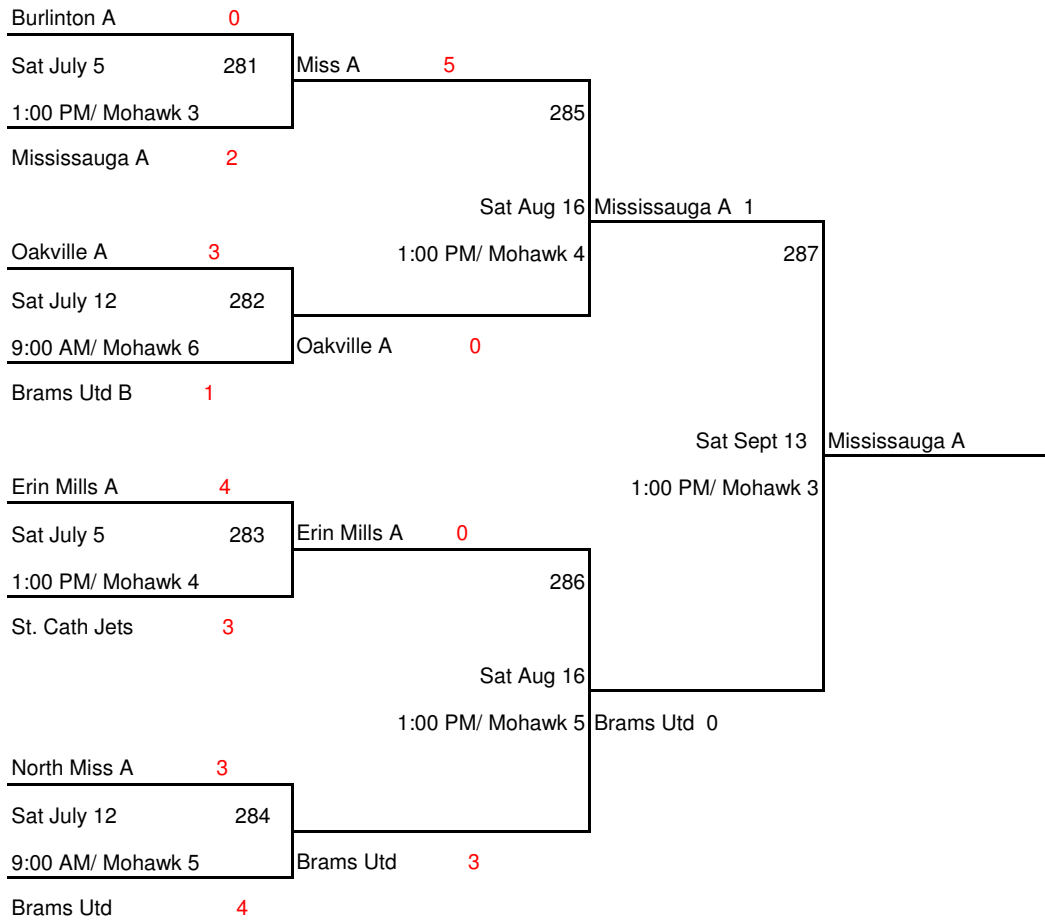 Burlinton A 0
Sat July 5 281 Miss A 5
1:00 PM/ Mohawk 3 285
Mississauga A 2
Sat Aug 16 Mississauga A 1
Oakville A 3 1:00 PM/ Mohawk 4 287
Sat July 12 282
9:00 AM/ Mohawk 6 Oakville A 0
Brams Utd B 1
Sat Sept 13 Mississauga A
Erin Mills A 4 1:00 PM/ Mohawk 3
Sat July 5 283 Erin Mills A 0
1:00 PM/ Mohawk 4 286
St. Cath Jets 3
Sat Aug 16
1:00 PM/ Mohawk 5 Brams Utd 0
North Miss A 3
Sat July 12 284
9:00 AM/ Mohawk 5 Brams Utd 3
Brams Utd 4